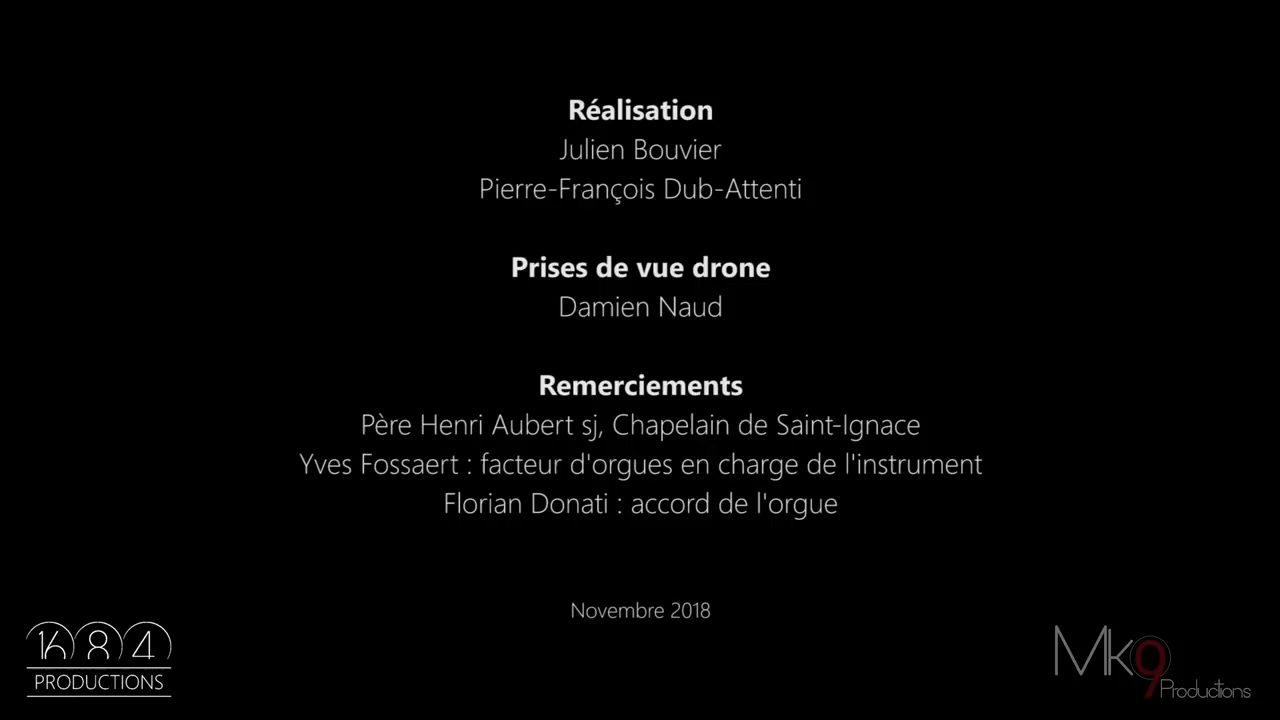 Réalisation
Julien Bouvier
Pierre-François Dub-Attenti
Prises de vue drone
Damien Naud
Remerciements
Père Henri Aubert sj, Chapelain de Saint-Ignace
Yves Fossaert : facteur d'orgues en charge de l'instrument
Florian Donati : accord de l'orgue
Novembre 2018
1684
PRODUCTIONS
Mk9
Productions